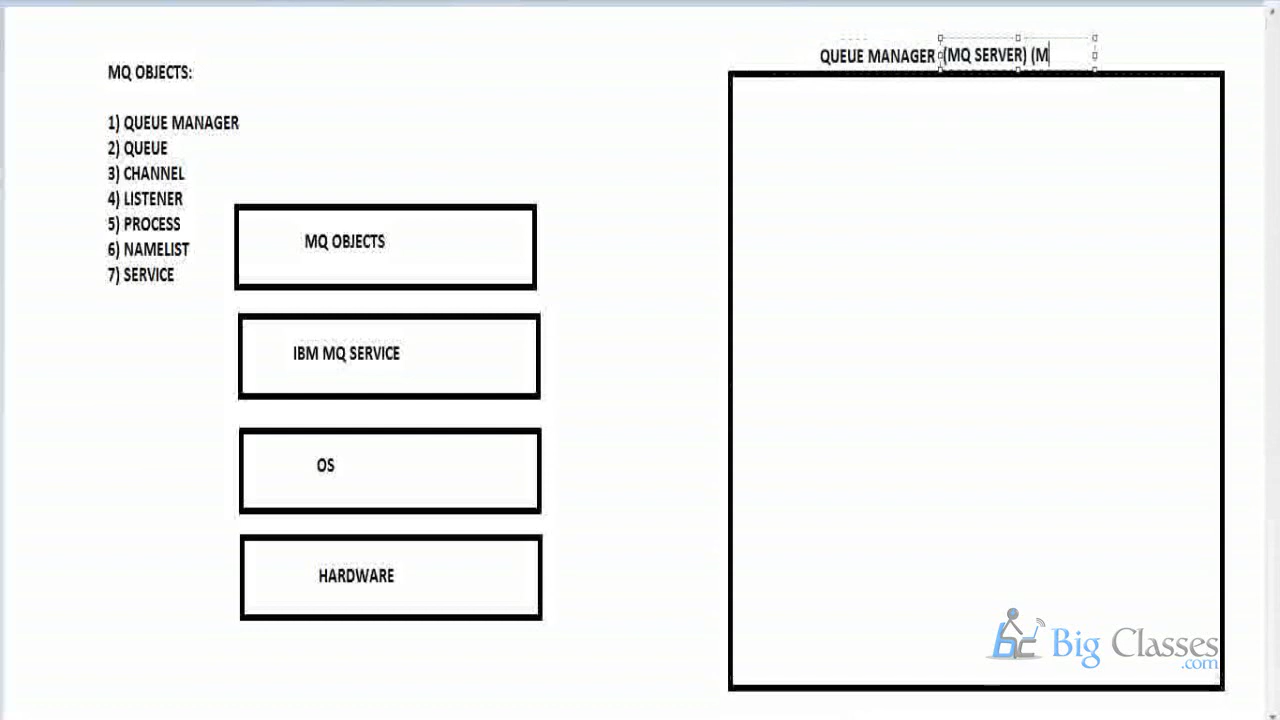 MQ OBJECTS:
1) QUEUE MANAGER
2) QUEUE
3) CHANNEL
4) LISTENER
5) PROCESS
6) NAMELIST
7) SERVICE
MQ OBJECTS
IBM MQ SERVICE
OS
HARDWARE
QUEUE MANAGER (MQ SERVER) (M
bc Big Classes
.com